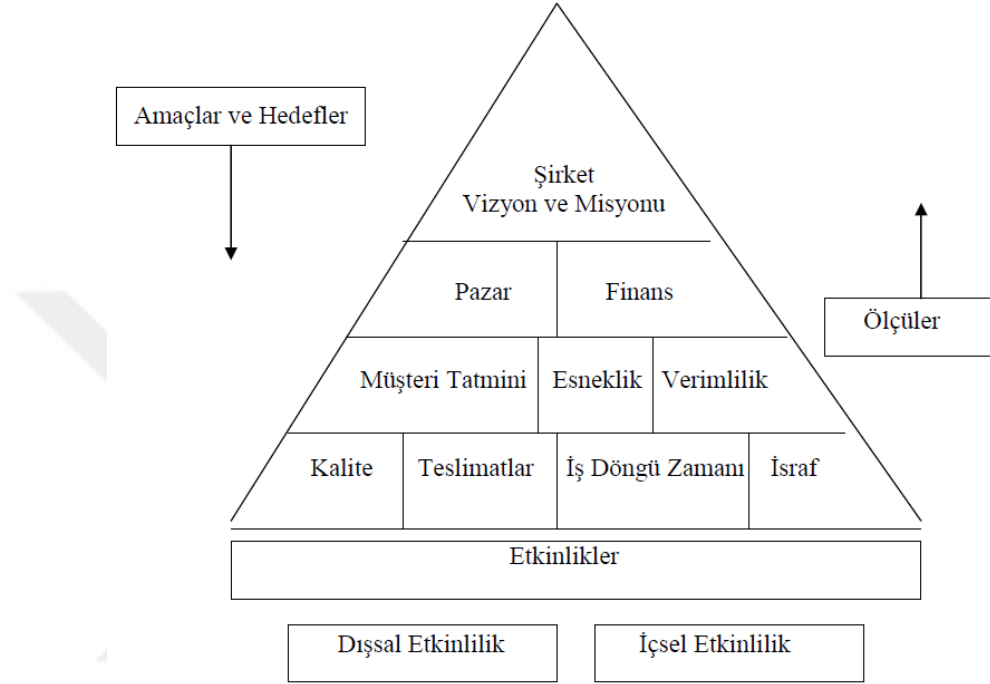 Amaçlar ve Hedefler
Şirket
Vizyon ve Misyonu
Pazar Finans
Ölçüler
Müşteri Tatmini Esneklik Verimlilik
Kalite Teslimatlar İş Döngü Zamanı İsraf
Etkinlikler
Dışsal Etkinlilik İçsel Etkinlilik